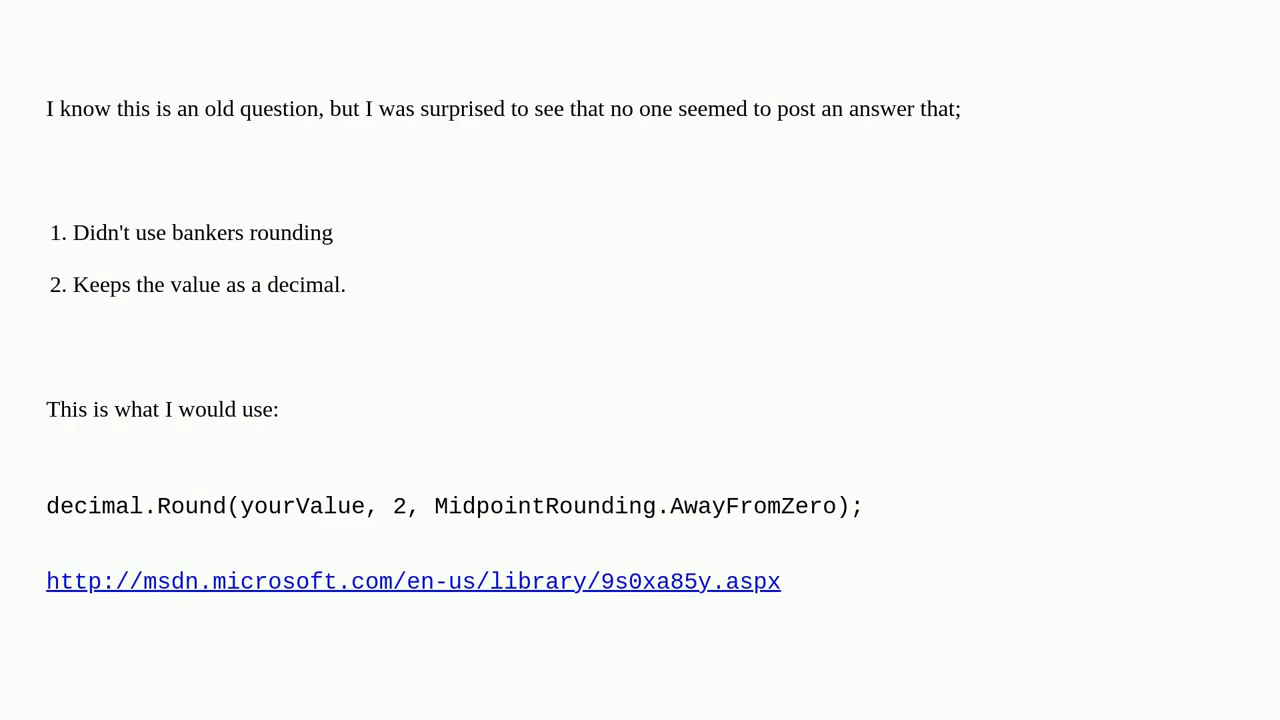 I know this is an old question, but I was surprised to see that no one seemed to post an answer that;
1. Didn't use bankers rounding
2. Keeps the value as a decimal.
This is what I would use:
decimal.Round(yourValue, 2, MidpointRounding.AwayFromZero);
http://msdn.microsoft.com/en-us/library/9s0xa85y.aspx